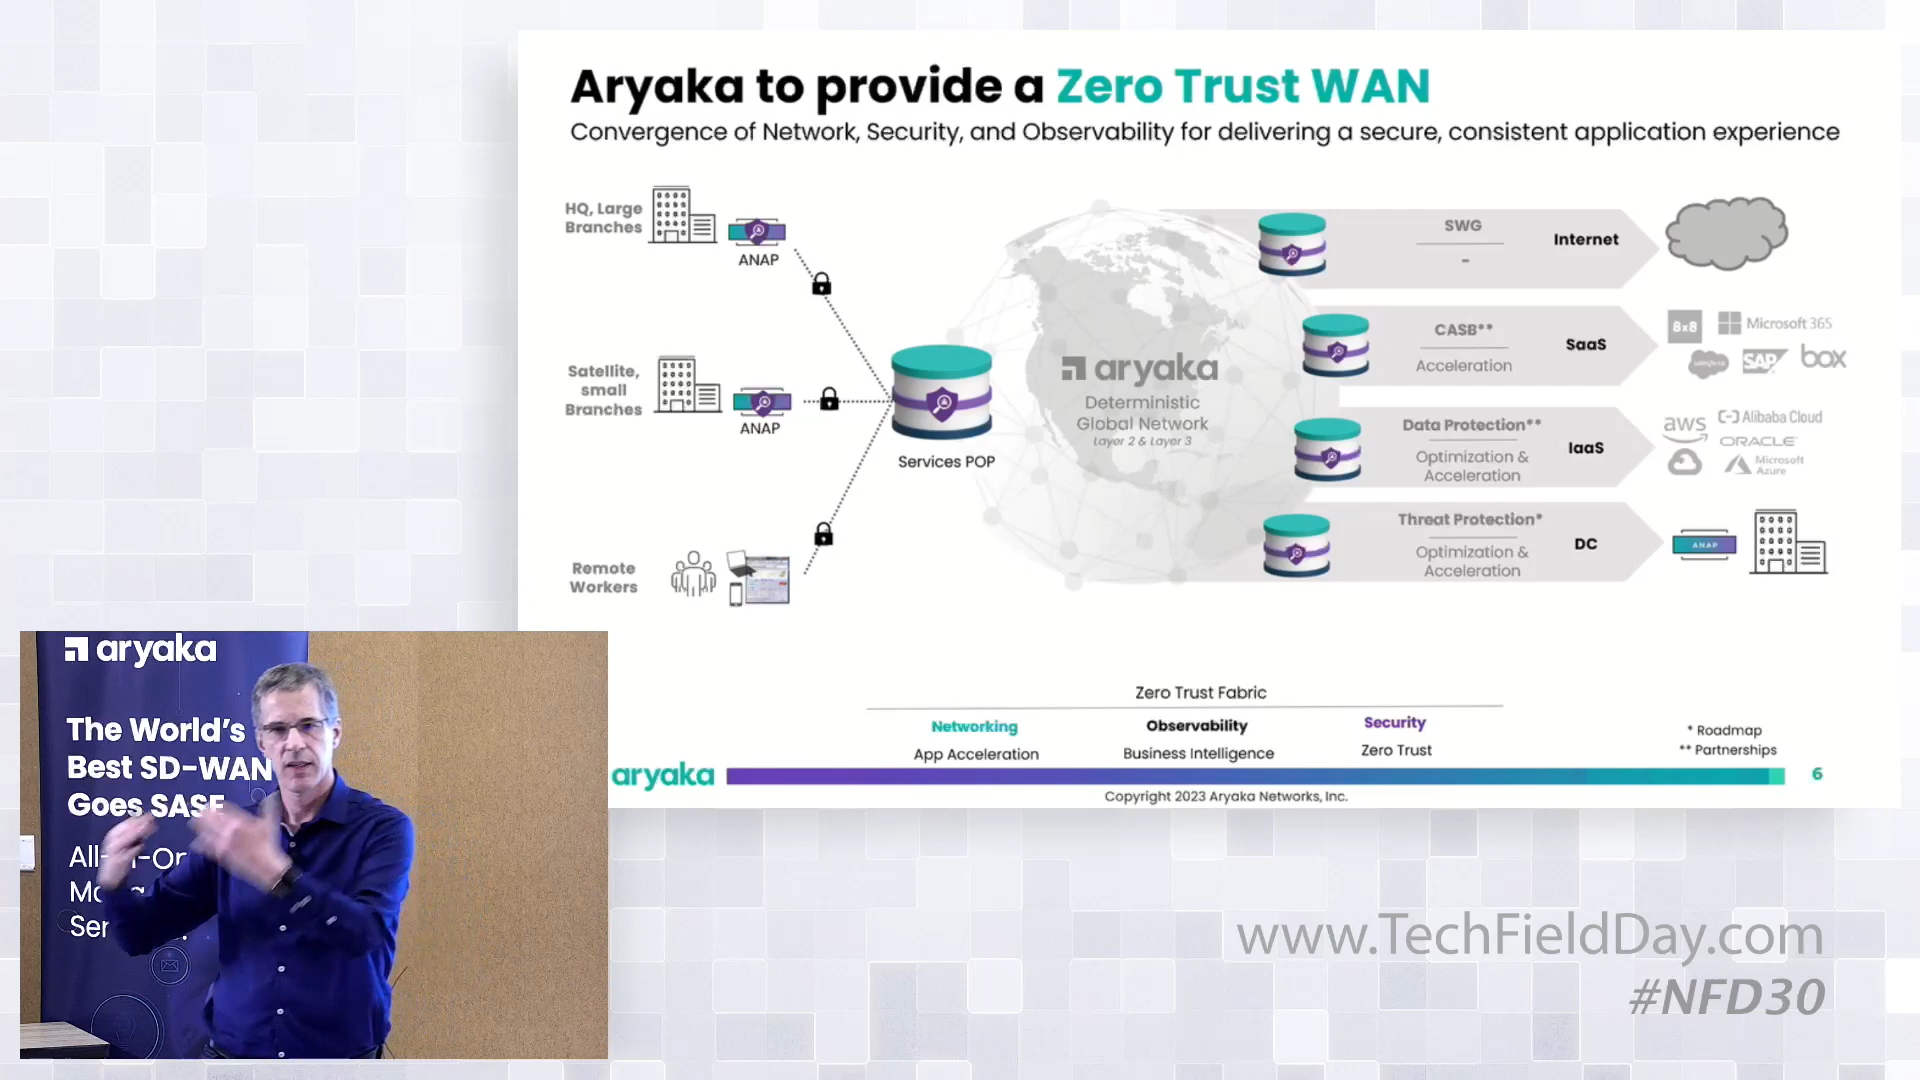 Aryaka to provide a Zero Trust WAN
Convergence of Network, Security, and Observability for delivering a secure, consistent application experience
HQ, Large
Branches
ANAP
Satellite,
small
Branches
ANAP
Remote
Workers
Services POP
aryaka
Deterministic
Global Network
Layer 2 & Layer 3
SWG
-
Internet
CASB**
Acceleration
SaaS
8x8
Microsoft 365
salesforce
SAP
box
Data Protection**
Optimization &
Acceleration
IaaS
aws
Alibaba Cloud
ORACLE
Microsoft
Azure
Threat Protection*
Optimization &
Acceleration
DC
ANAP
Zero Trust Fabric
Networking
App Acceleration
Observability
Business Intelligence
Security
Zero Trust
* Roadmap
** Partnerships
aryaka
6
Copyright 2023 Aryaka Networks, Inc.
aryaka
The World's
Best SD-WAN
Goes SASE
www.TechFieldDay.com
#NFD30